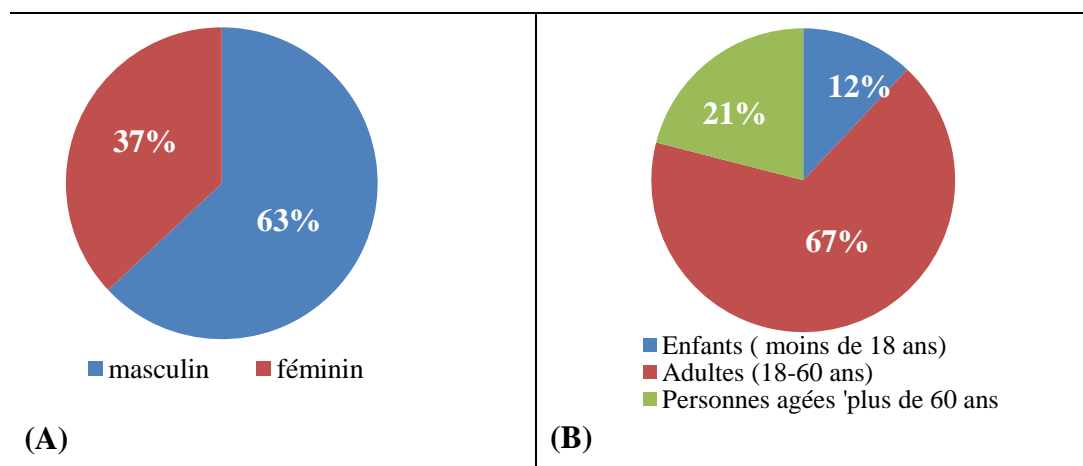 37%
63%
masculin féminin
(A)
12%
21%
67%
Enfants ( moins de 18 ans)
Adultes (18-60 ans)
Personnes agées 'plus de 60 ans
(B)